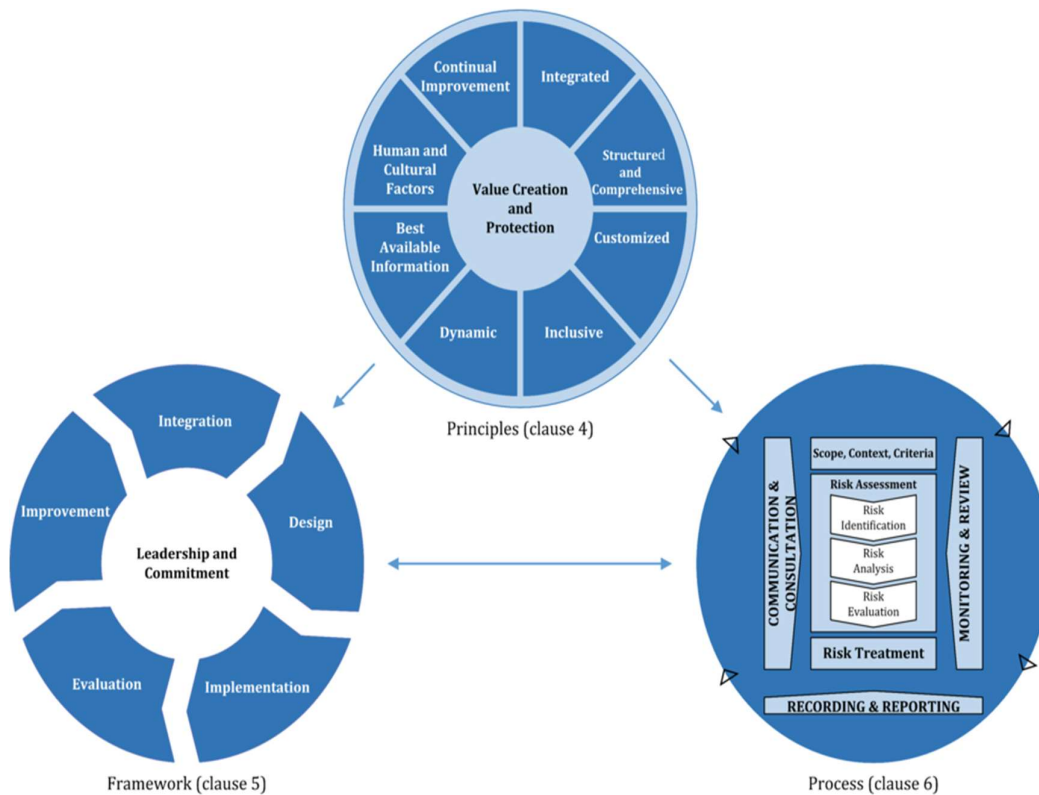 Continual
Improvement
Integrated
Structured
and
Comprehensive
Customized
Inclusive
Dynamic
Best
Available
Information
Human and
Cultural
Factors
Value Creation
and
Protection
Principles (clause 4)
Integration
Design
Implementation
Evaluation
Improvement
Leadership and
Commitment
Framework (clause 5)
Scope, Context, Criteria
Risk Assessment
Risk
Identification
Risk
Analysis
Risk
Evaluation
Risk Treatment
COMMUNICATION &
CONSULTATION
MONITORING & REVIEW
RECORDING & REPORTING
Process (clause 6)